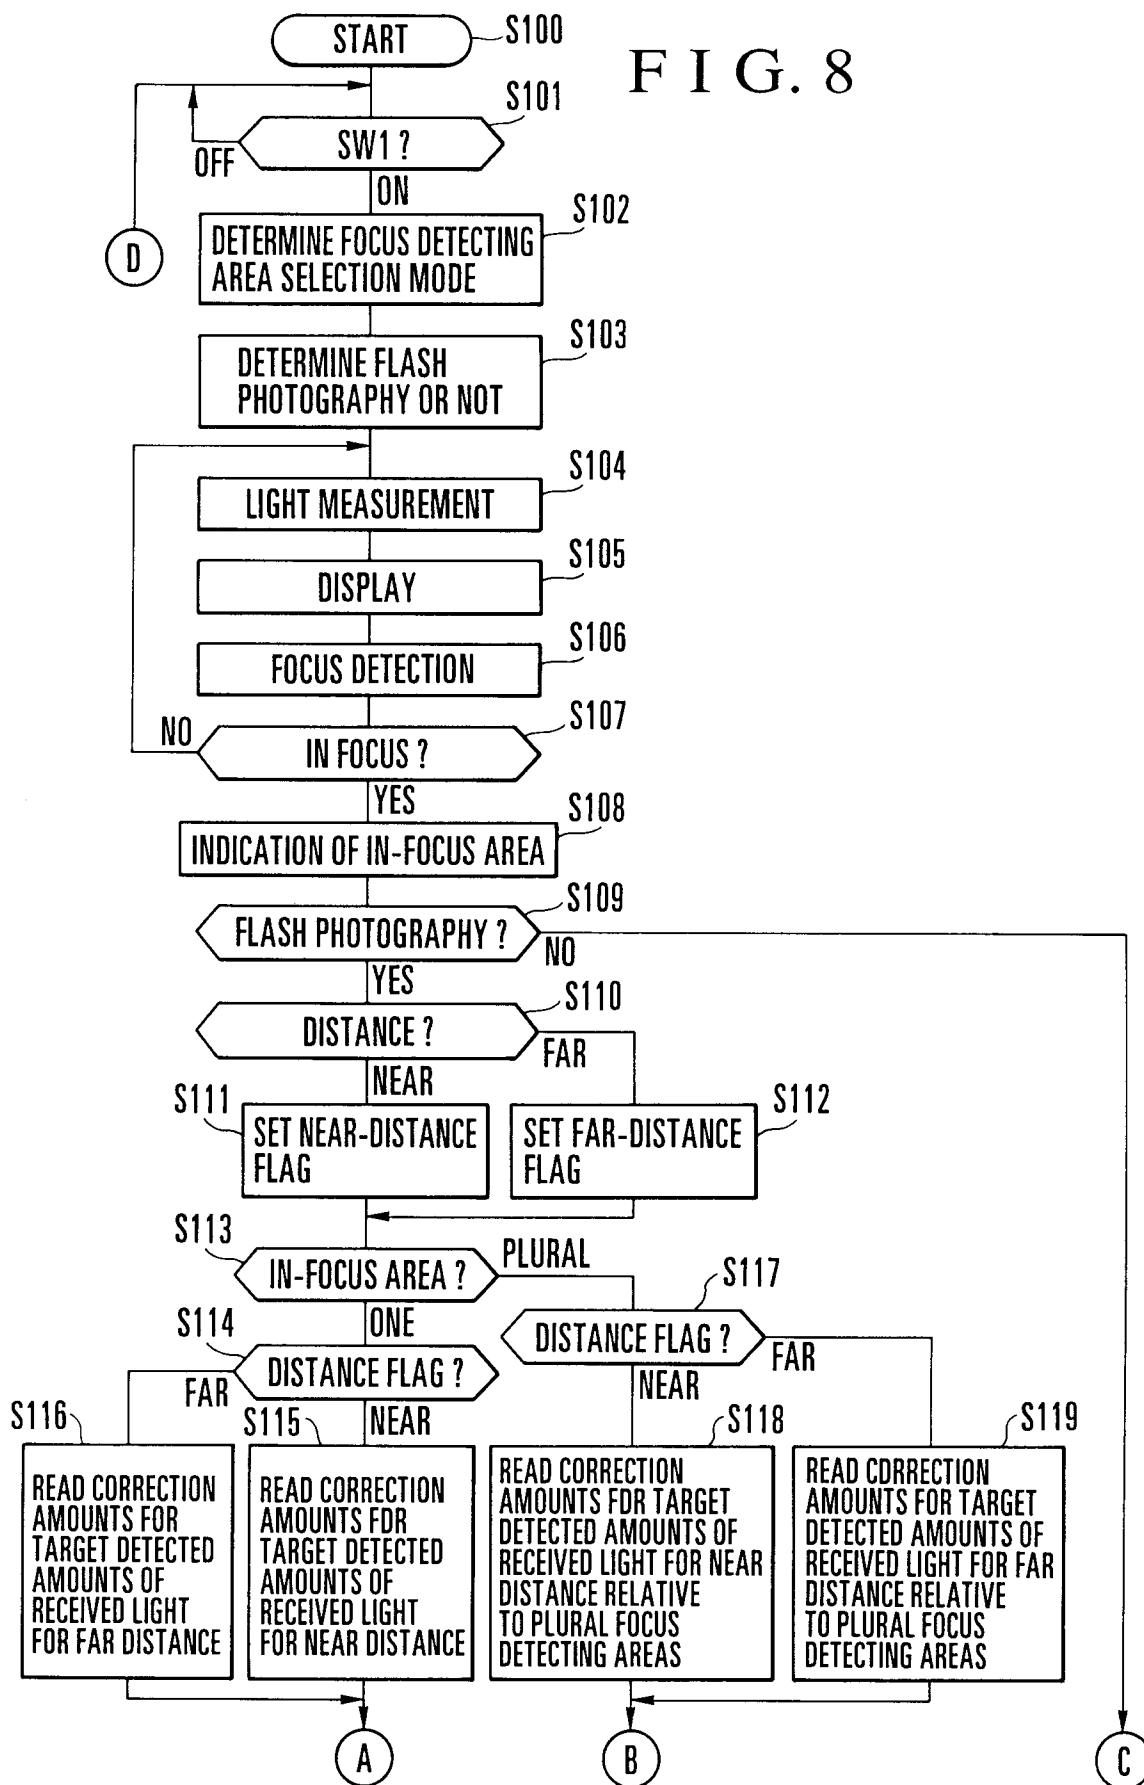 START
S100
F I G. 8
S101
SW1 ?
OFF
ON
D
S102
DETERMINE FOCUS DETECTING
AREA SELECTION MODE
S103
DETERMINE FLASH
PHOTOGRAPHY OR NOT
S104
LIGHT MEASUREMENT
S105
DISPLAY
S106
FOCUS DETECTION
S107
NO
IN FOCUS ?
YES
S108
INDICATION OF IN-FOCUS AREA
S109
FLASH PHOTOGRAPHY ?
NO
YES
S110
DISTANCE ?
FAR
NEAR
S111
SET NEAR-DISTANCE
FLAG
S112
SET FAR-DISTANCE
FLAG
S113
IN-FOCUS AREA ?
PLURAL
ONE
S117
DISTANCE FLAG ?
FAR
NEAR
S114
DISTANCE FLAG ?
FAR
NEAR
S116
READ CORRECTION
AMOUNTS FOR
TARGET DETECTED
AMOUNTS OF
RECEIVED LIGHT
FOR FAR DISTANCE
S115
READ CORRECTION
AMOUNTS FDR
TARGET DETECTED
AMOUNTS OF
RECEIVED LIGHT
FOR NEAR DISTANCE
S118
READ CORRECTION
AMOUNTS FDR TARGET
DETECTED AMOUNTS OF
RECEIVED LIGHT FOR NEAR
DISTANCE RELATIVE
TO PLURAL FOCUS
DETECTING AREAS
S119
READ CDRRECTION
AMOUNTS FOR TARGET
DETECTED AMOUNTS OF
RECEIVED LIGHT FOR FAR
DISTANCE RELATIVE
TO PLURAL FOCUS
DETECTING AREAS
A
B
C